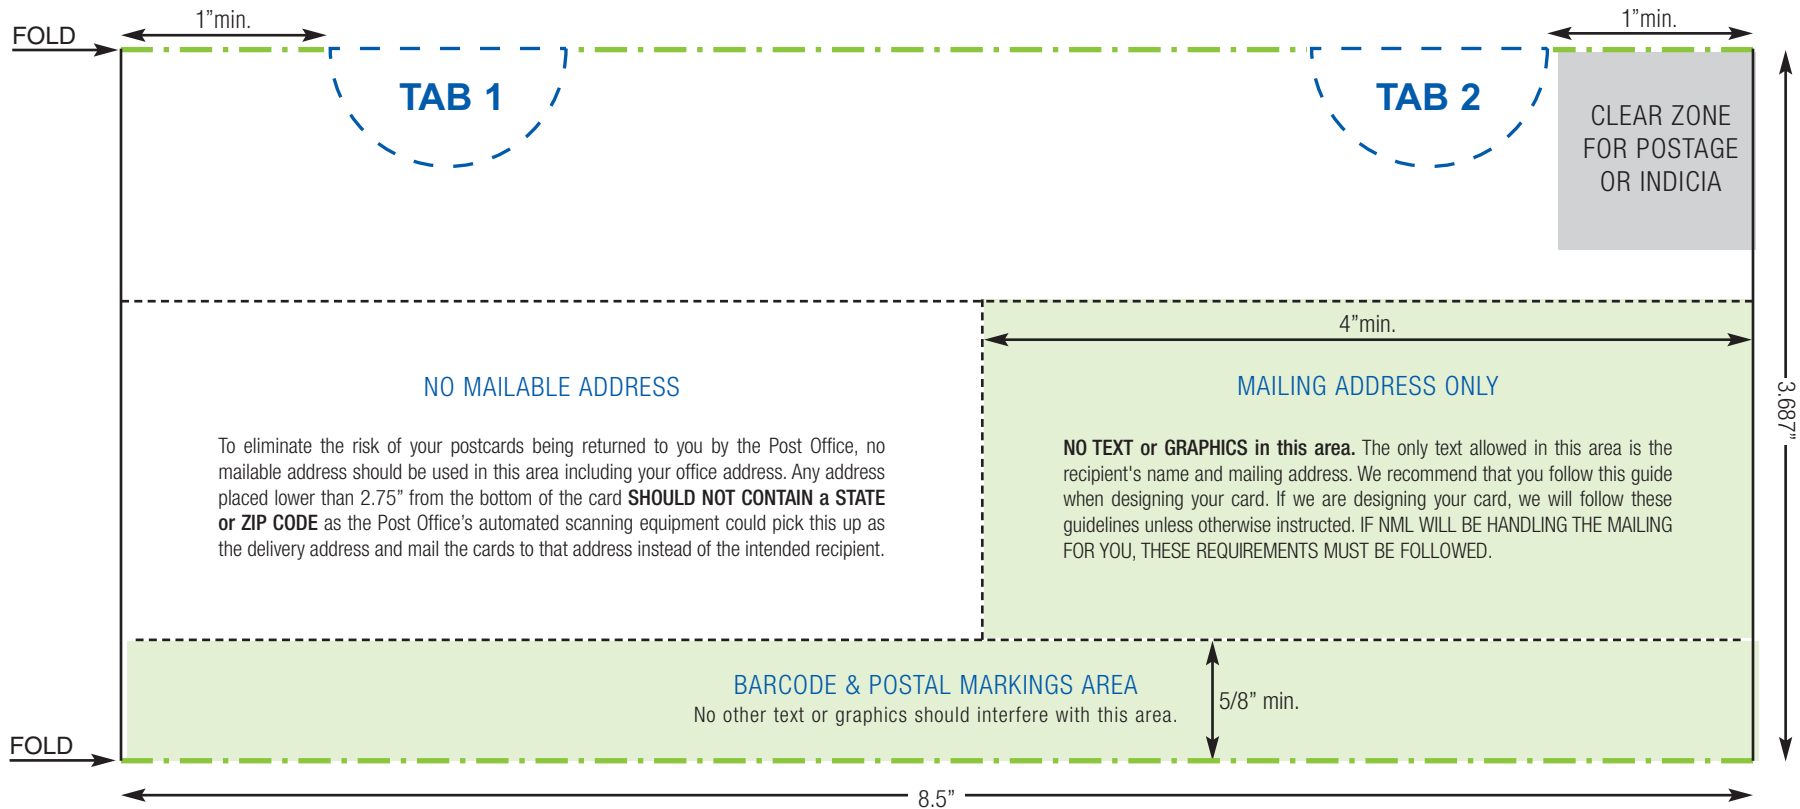 1”min.
1”min.
FOLD
TAB 1
TAB 2
CLEAR ZONE
FOR POSTAGE
OR INDICIA
4”min.
3.687”
NO MAILABLE ADDRESS
To eliminate the risk of your postcards being returned to you by the Post Office, no
mailable address should be used in this area including your office address. Any address
placed lower than 2.75” from the bottom of the card SHOULD NOT CONTAIN a STATE
or ZIP CODE as the Post Office’s automated scanning equipment could pick this up as
the delivery address and mail the cards to that address instead of the intended recipient.
MAILING ADDRESS ONLY
NO TEXT or GRAPHICS in this area. The only text allowed in this area is the
recipient's name and mailing address. We recommend that you follow this guide
when designing your card. If we are designing your card, we will follow these
guidelines unless otherwise instructed. IF NML WILL BE HANDLING THE MAILING
FOR YOU, THESE REQUIREMENTS MUST BE FOLLOWED.
BARCODE & POSTAL MARKINGS AREA
No other text or graphics should interfere with this area.
5/8” min.
FOLD
8.5”